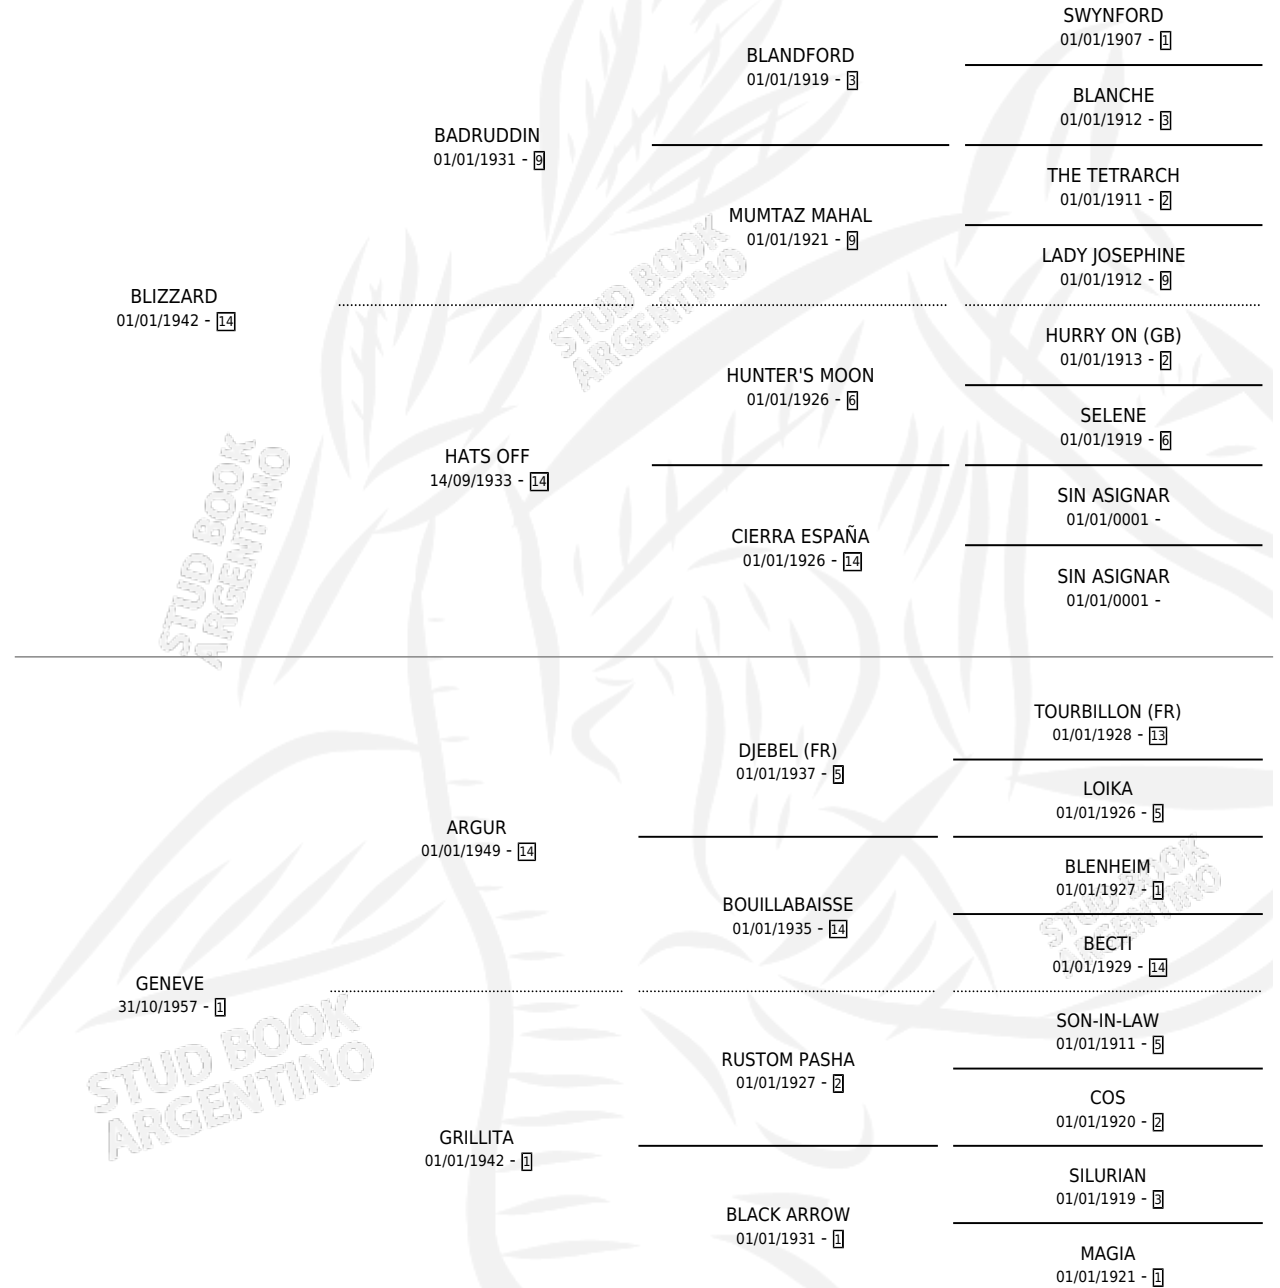 SWYNFORD
01/01/1907 - 1
BLANDFORD
01/01/1919 - 3
BLANCHE
01/01/1912 - 3
BADRUDDIN
01/01/1931 - 9
THE TETRARCH
01/01/1911 - 2
MUMTAZ MAHAL
01/01/1921 - 9
LADY JOSEPHINE
01/01/1912 - 9
BLIZZARD
01/01/1942 - 14
STUD BOOK
ARGENTINO
HURRY ON (GB)
01/01/1913 - 2
HUNTER'S MOON
01/01/1926 - 6
SELENE
01/01/1919 - 6
HATS OFF
14/09/1933 - 14
SIN ASIGNAR
01/01/0001 -
CIERRA ESPAÑA
01/01/1926 - 14
SIN ASIGNAR
01/01/0001 -
STUD BOOK
ARGENTINO
TOURBILLON (FR)
01/01/1928 - 13
DJEBEL (FR)
01/01/1937 - 5
LOIKA
01/01/1926 - 5
ARGUR
01/01/1949 - 14
BLENHEIM
01/01/1927 - 1
BOUILLABAISSE
01/01/1935 - 14
BECTI
01/01/1929 - 14
STUD BOOK
ARGENTINO
GENEVE
31/10/1957 - 1
SON-IN-LAW
01/01/1911 - 5
RUSTOM PASHA
01/01/1927 - 2
COS
01/01/1920 - 2
STUD BOOK
ARGENTINO
GRILLITA
01/01/1942 - 1
SILURIAN
01/01/1919 - 3
BLACK ARROW
01/01/1931 - 1
MAGIA
01/01/1921 - 1